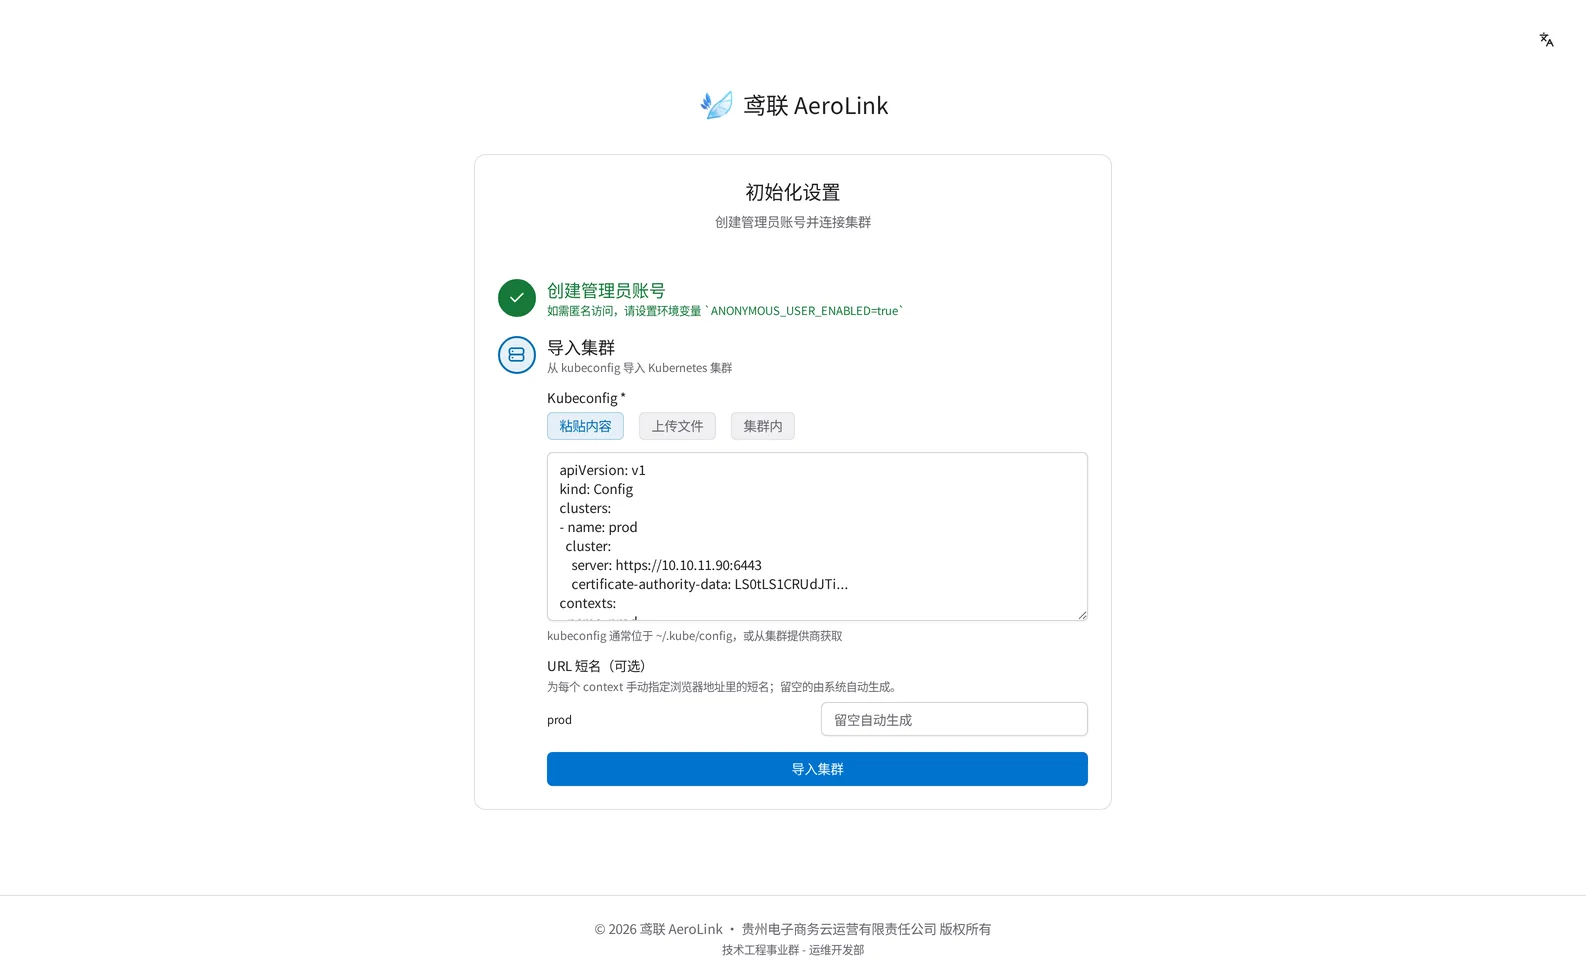 鸢联 AeroLink
初始化设置
创建管理员账号并连接集群
创建管理员账号
如需匿名访问，请设置环境变量 `ANONYMOUS_USER_ENABLED=true`
导入集群
从 kubeconfig 导入 Kubernetes 集群
Kubeconfig *
粘贴内容 上传文件 集群内
apiVersion: v1
kind: Config
clusters:
- name: prod
  cluster:
    server: https://10.10.11.90:6443
    certificate-authority-data: LS0tLS1CRUdJTi...
contexts:
kubeconfig 通常位于 ~/.kube/config，或从集群提供商获取
URL 短名（可选）
为每个 context 手动指定浏览器地址里的短名；留空的由系统自动生成。
prod 留空自动生成
导入集群
© 2026 鸢联 AeroLink · 贵州电子商务云运营有限责任公司 版权所有
技术工程事业群 - 运维开发部